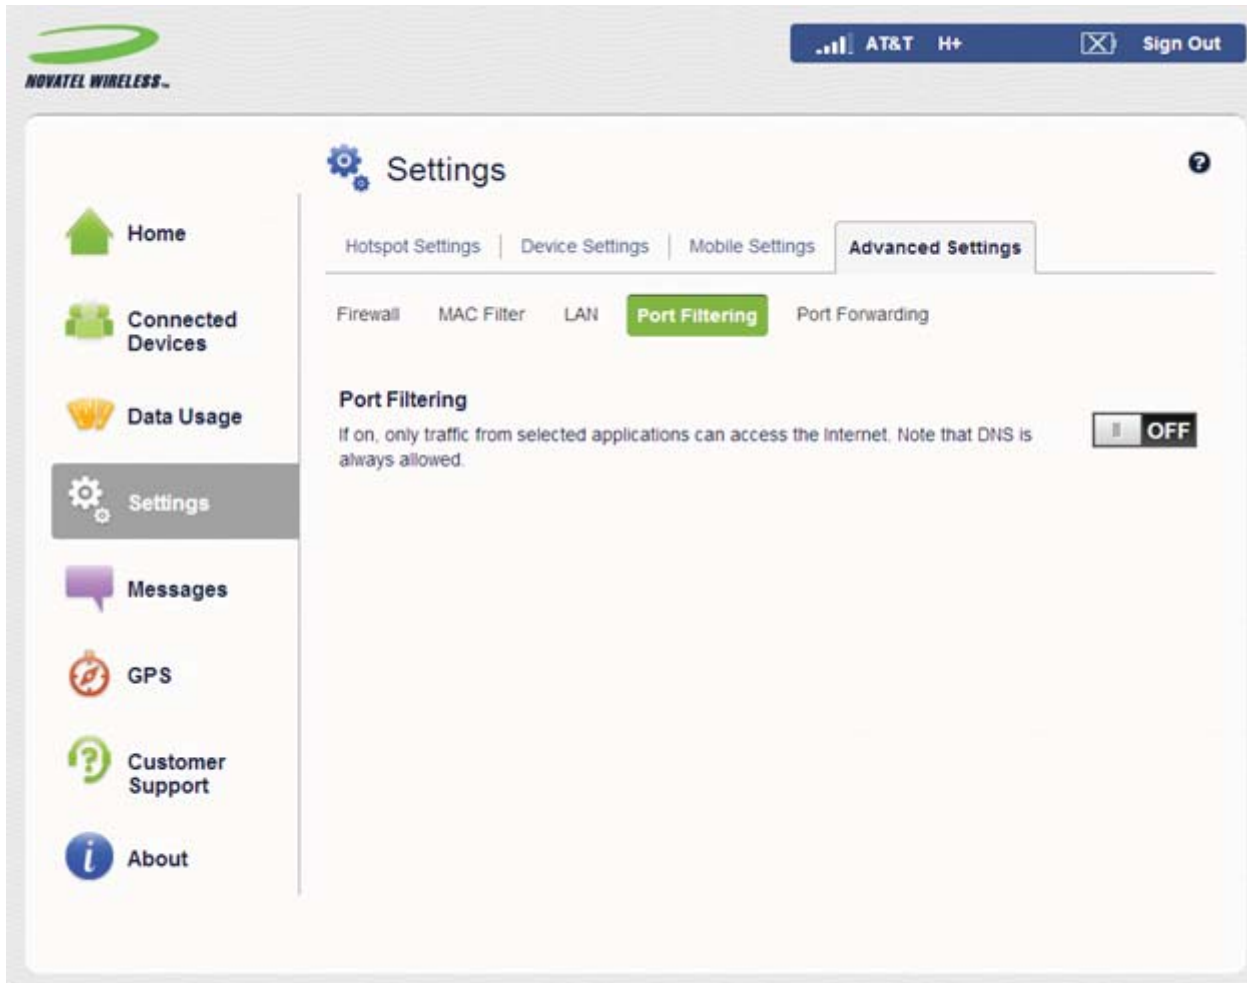 NOVATEL WIRELESS™
AT&T H+ Sign Out
Settings
Home
Connected
Devices
Data Usage
Settings
Messages
GPS
Customer
Support
About
Hotspot Settings Device Settings Mobile Settings Advanced Settings
Firewall MAC Filter LAN Port Filtering Port Forwarding
Port Filtering
If on, only traffic from selected applications can access the Internet. Note that DNS is
always allowed.
OFF